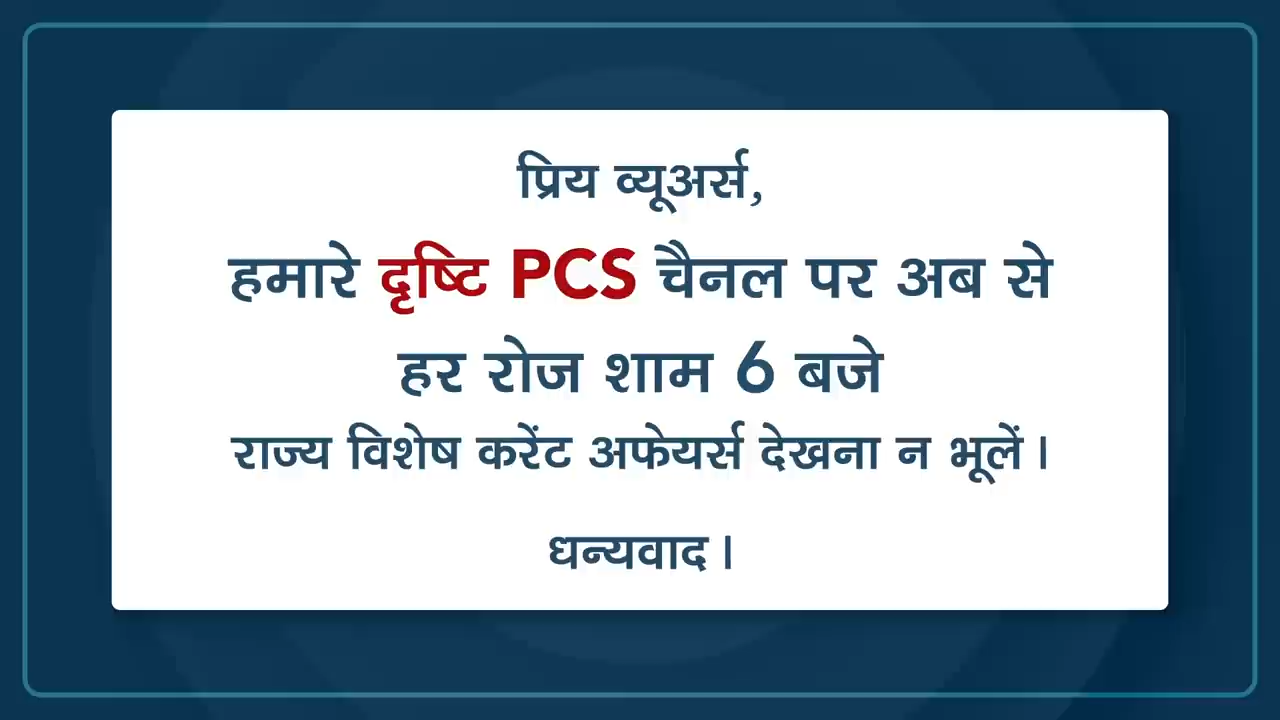 प्रिय व्यूअर्स,
हमारे दृष्टि PCS चैनल पर अब से
हर रोज शाम 6 बजे
राज्य विशेष करेंट अफेयर्स देखना न भूलें।
धन्यवाद।